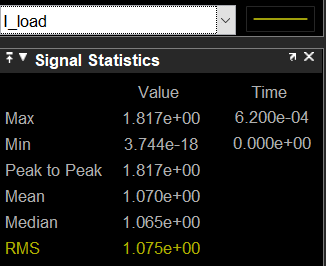 I_load
Signal Statistics
Value Time
Max 1.817e+00 6.200e-04
Min 3.744e-18 0.000e+00
Peak to Peak 1.817e+00
Mean 1.070e+00
Median 1.065e+00
RMS 1.075e+00